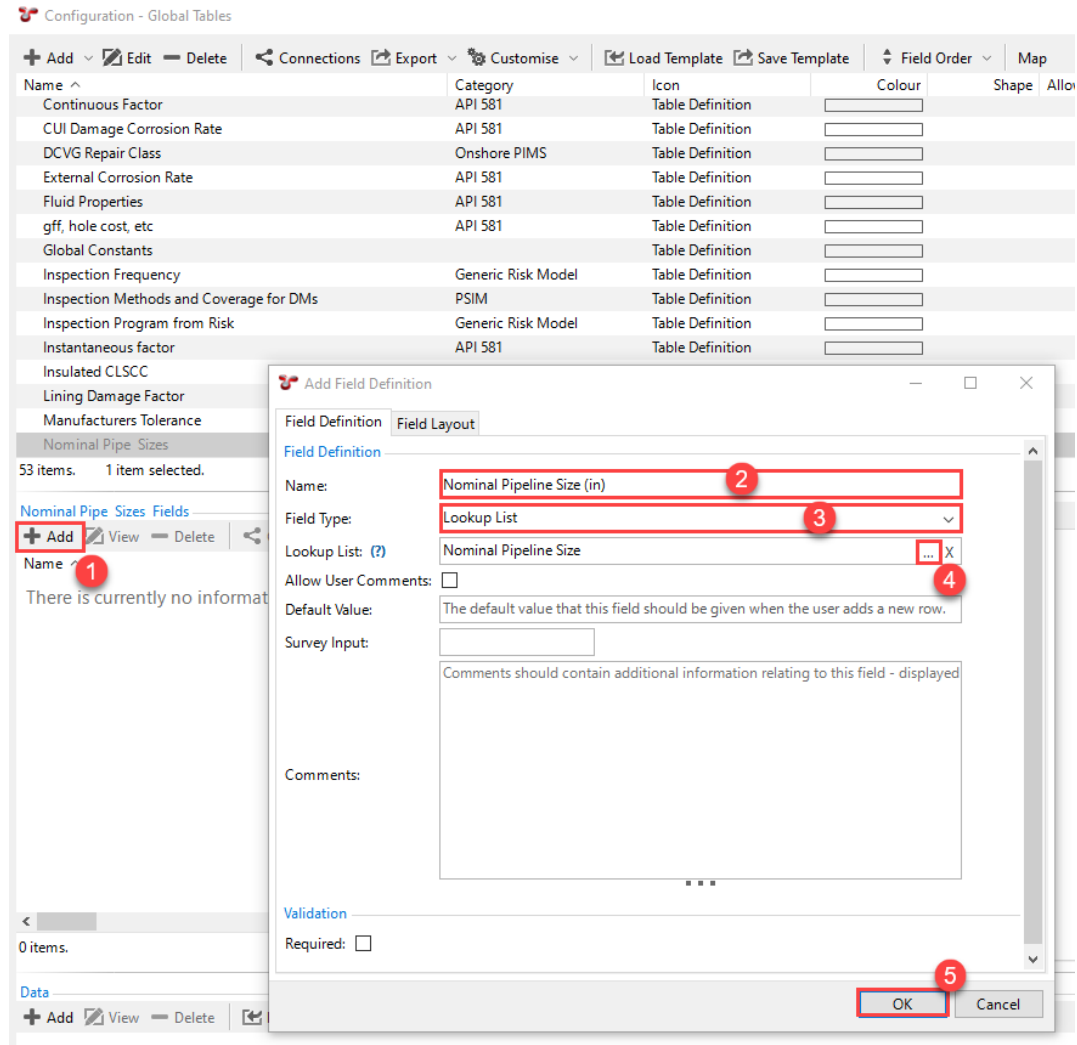 Configuration - Global Tables
Add Edit Delete Connections Export Customise Load Template Save Template Field Order Map
Name Category Icon Colour Shape Allo
Continuous Factor API 581 Table Definition
CUI Damage Corrosion Rate API 581 Table Definition
DCVG Repair Class Onshore PIMS Table Definition
External Corrosion Rate API 581 Table Definition
Fluid Properties API 581 Table Definition
gff, hole cost, etc API 581 Table Definition
Global Constants Table Definition
Inspection Frequency Generic Risk Model Table Definition
Inspection Methods and Coverage for DMs PSIM Table Definition
Inspection Program from Risk Generic Risk Model Table Definition
Instantaneous factor API 581 Table Definition
Insulated CLSCC
Lining Damage Factor
Manufacturers Tolerance
Nominal Pipe Sizes
53 items. 1 item selected.
Nominal Pipe Sizes Fields
Add View Delete
1
Name
There is currently no informat
0 items.
Data
Add View Delete
Add Field Definition
Field Definition Field Layout
Field Definition
Name: Nominal Pipeline Size (in) 2
Field Type: Lookup List 3
Lookup List: (?) Nominal Pipeline Size ... X
4
Allow User Comments:
Default Value: The default value that this field should be given when the user adds a new row.
Survey Input:
Comments: Comments should contain additional information relating to this field - displayed
Validation
Required:
5
OK Cancel